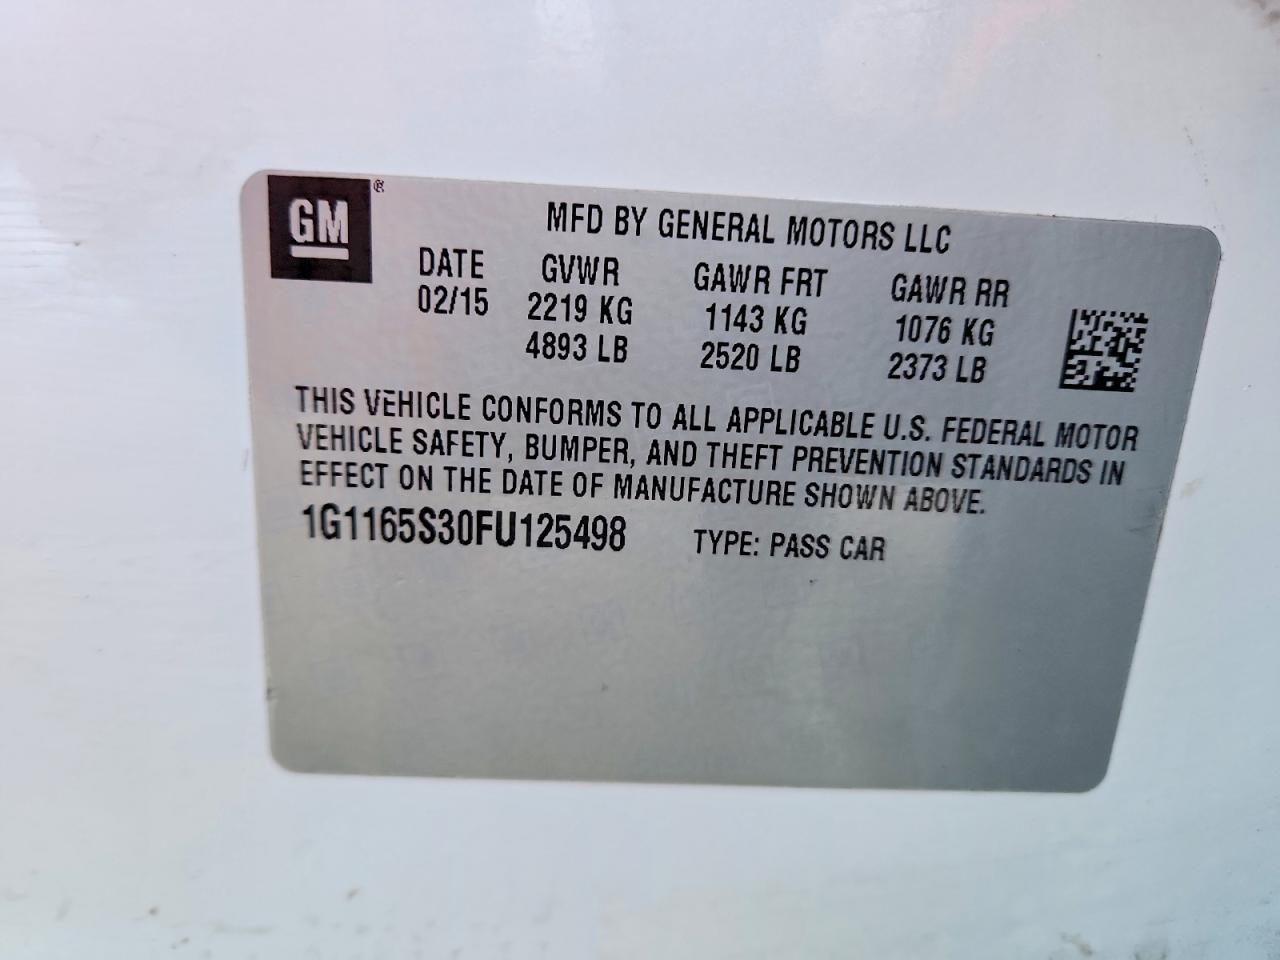 GM ®
MFD BY GENERAL MOTORS LLC
DATE GVWR GAWR FRT GAWR RR
02/15 2219 KG 1143 KG 1076 KG
4893 LB 2520 LB 2373 LB
THIS VEHICLE CONFORMS TO ALL APPLICABLE U.S. FEDERAL MOTOR
VEHICLE SAFETY, BUMPER, AND THEFT PREVENTION STANDARDS IN
EFFECT ON THE DATE OF MANUFACTURE SHOWN ABOVE.
1G1165S30FU125498 TYPE: PASS CAR